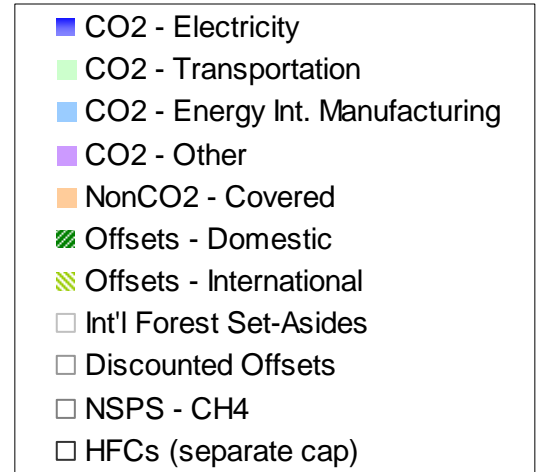 CO2 - Electricity
CO2 - Transportation
CO2 - Energy Int. Manufacturing
CO2 - Other
NonCO2 - Covered
Offsets - Domestic
Offsets - International
Int'l Forest Set-Asides
Discounted Offsets
NSPS - CH4
HFCs (separate cap)